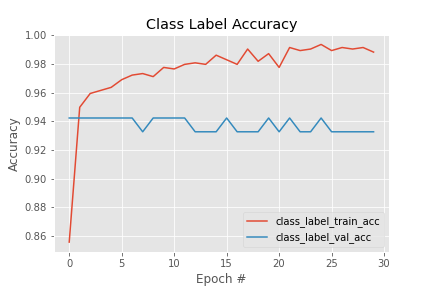 Class Label Accuracy
1.00
0.98
0.96
0.94
0.92
0.90
0.88
0.86
Accuracy
class_label_train_acc
class_label_val_acc
0 5 10 15 20 25 30
Epoch #